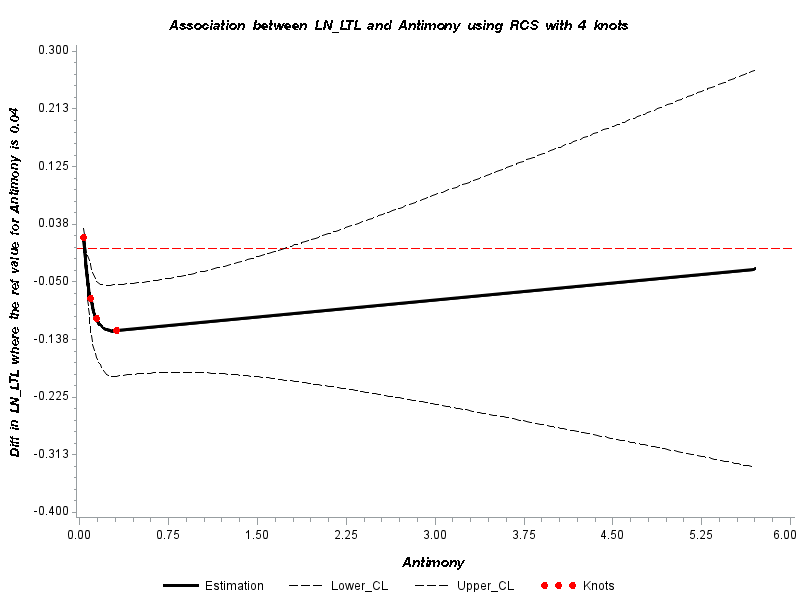 Association between LN_LTL and Antimony using RCS with 4 knots
Diff in LN_LTL where the ref value for Antimony is 0.04
0.300
0.213
0.125
0.038
-0.050
-0.138
-0.225
-0.313
-0.400
0.00 0.75 1.50 2.25 3.00 3.75 4.50 5.25 6.00
Antimony
Estimation Lower_CL Upper_CL Knots